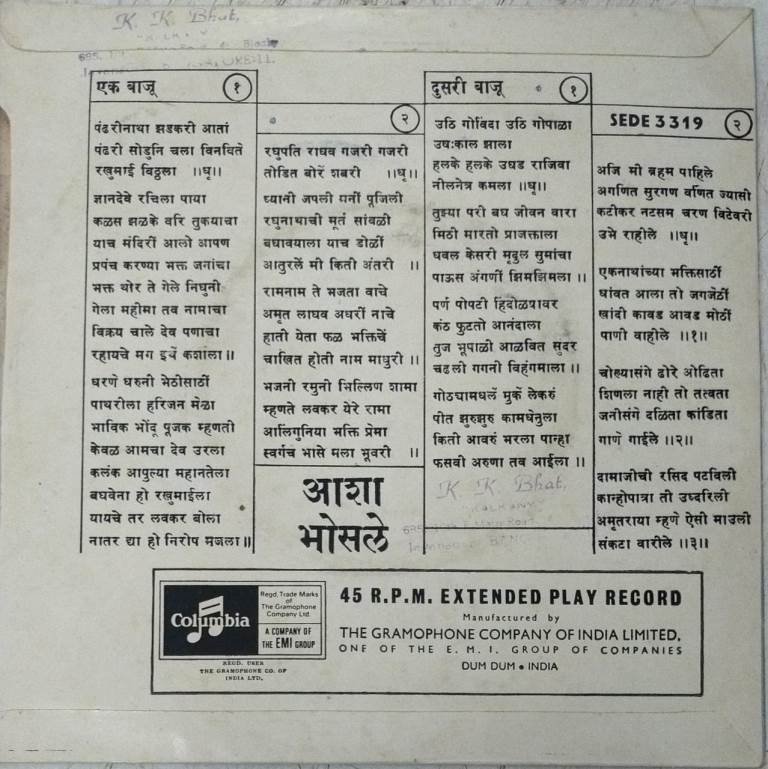 K. K. Bhat,
एक बाजू १
पंढरीनाथा झडकरी आतां
पंढरी सोडुनि चला विनविते
रखुमाई विठ्ठला ॥धृ॥
ज्ञानदेवे रचिला पाया
कळस झळके वरि तुकयाचा
याच मंदिरीं आलो आपण
प्रपंच करण्या भक्त जनांचा
भक्त थोर ते गेले निघुनी
गेला महीमा तव नामाचा
विक्रय चाले देव पणाचा
रहायचे मग इथें कशाला॥
धरणे धरुनी भेठीसाठीं
पायरीला हरिजन मेळा
भाविक भोंदू पूजक म्हणती
केवळ आमचा देव उरला
कलंक आपुल्या महानतेला
बघवेना हो रखुमाईला
यायचे तर लवकर बोला
नातर द्या हो निरोप मजला॥
२
रघुपति राघव गजरी गजरी
तोडित बोरें शबरी ॥धृ॥
ध्यानी जपली मनीं पूजिली
रघुनाथाची मूर्त सांवळी
बघावयाला याच डोळीं
आतुरलें मी किती अंतरी ॥
रामनाम ते भजता वाचे
अमृत लाघव अधरीं नाचे
हाती येता फळ भक्तिचें
चाखित होती नाम माधुरी ॥
भजनी रमुनी भिल्लिण शामा
म्हणते लवकर येरे रामा
आलिगुनिया भक्ति प्रेमा
स्वर्गच भासे मला भूवरी ॥
आशा
भोसले
दुसरी बाजू १
उठि गोविंदा उठि गोपाळा
उषःकाल झाला
हलके हलके उघड राजिवा
नीलनेत्र कमला ॥धृ॥
तुझ्या परी बघ जीवन वारा
मिठी मारतो प्राजक्ताला
धवल केसरी मृदुल सुमांचा
पाऊस अंगणीं झिमझिमला॥
पर्ण पोपटी हिंदोळ्यावर
कंठ फुटतो आनंदाला
तुज भूपाळी आळवित सुंदर
चढली गगनी विहंगमाला॥
गोठ्यामधलें मुकें लेकरुं
पीत झुरुझुरु कामधेनुला
किती आवरुं भरला पान्हा
फसवी अरुणा तव आईला॥
K. K. Bhat,
SEDE 3319 २
अजि मी ब्रह्म पाहिले
अगणित सुरगण वर्णित ज्यासी
कटीकर नटसम चरण विटेवरी
उभे राहीले ॥धृ॥
एकनाथांच्या भक्तिसाठीं
धांवत आला तो जगजेठीं
खांदी कावड आवड मोठीं
पाणी वाहीले ॥१॥
चोख्यासंगे ढोरे ओढिता
शिणला नाही तो तत्वता
जनीसंगे दळिता कांडिता
गाणे गाईले ॥२॥
दामाजीची रसिद पटविली
कान्होपात्रा ती उध्दरिली
अमृतराया म्हणे ऐसी माउली
संकटा वारीले ॥३॥
Columbia
Regd. Trade Marks
of The Gramophone
Company Ltd.
A COMPANY OF
THE EMI GROUP
REGD. USER
THE GRAMOPHONE CO. OF
INDIA LTD.
45 R.P.M. EXTENDED PLAY RECORD
Manufactured by
THE GRAMOPHONE COMPANY OF INDIA LIMITED,
ONE OF THE E. M. I. GROUP OF COMPANIES
DUM DUM • INDIA